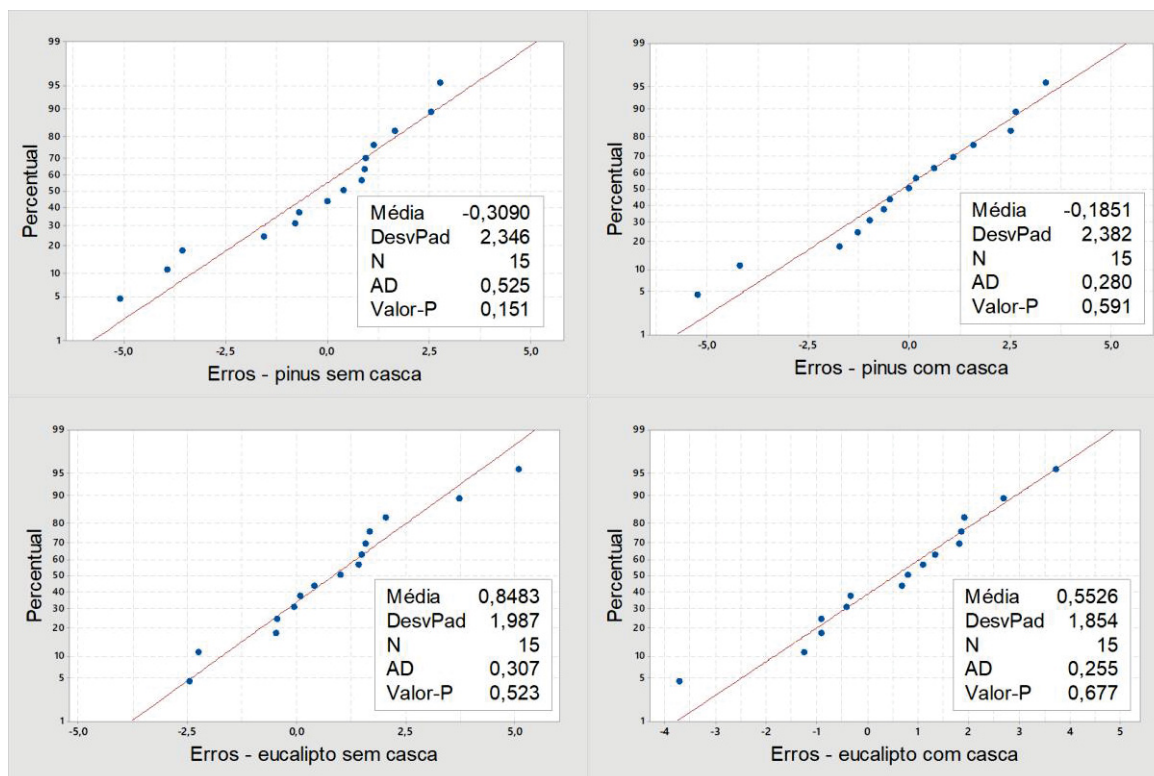 99
95
90
80
70
60
50
40
30
20
10
5
1
Percentual
Média -0,3090
DesvPad 2,346
N 15
AD 0,525
Valor-P 0,151
-5,0 -2,5 0,0 2,5 5,0
Erros - pinus sem casca
99
95
90
80
70
60
50
40
30
20
10
5
1
Percentual
Média -0,1851
DesvPad 2,382
N 15
AD 0,280
Valor-P 0,591
-5,0 -2,5 0,0 2,5 5,0
Erros - pinus com casca
99
95
90
80
70
60
50
40
30
20
10
5
1
Percentual
Média 0,8483
DesvPad 1,987
N 15
AD 0,307
Valor-P 0,523
-5,0 -2,5 0,0 2,5 5,0
Erros - eucalipto sem casca
99
95
90
80
70
60
50
40
30
20
10
5
1
Percentual
Média 0,5526
DesvPad 1,854
N 15
AD 0,255
Valor-P 0,677
-4 -3 -2 -1 0 1 2 3 4 5
Erros - eucalipto com casca